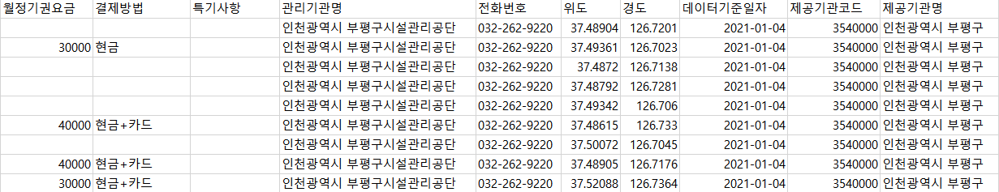 월정기권요금 결제방법 특기사항 관리기관명 전화번호 위도 경도 데이터기준일자 제공기관코드 제공기관명
인천광역시 부평구시설관리공단 032-262-9220 37.48904 126.7201 2021-01-04 3540000 인천광역시 부평구
30000 현금 인천광역시 부평구시설관리공단 032-262-9220 37.49361 126.7023 2021-01-04 3540000 인천광역시 부평구
인천광역시 부평구시설관리공단 032-262-9220 37.4872 126.7138 2021-01-04 3540000 인천광역시 부평구
인천광역시 부평구시설관리공단 032-262-9220 37.48792 126.7281 2021-01-04 3540000 인천광역시 부평구
인천광역시 부평구시설관리공단 032-262-9220 37.49342 126.706 2021-01-04 3540000 인천광역시 부평구
40000 현금+카드 인천광역시 부평구시설관리공단 032-262-9220 37.48615 126.733 2021-01-04 3540000 인천광역시 부평구
인천광역시 부평구시설관리공단 032-262-9220 37.50072 126.7045 2021-01-04 3540000 인천광역시 부평구
40000 현금+카드 인천광역시 부평구시설관리공단 032-262-9220 37.48905 126.7176 2021-01-04 3540000 인천광역시 부평구
30000 현금+카드 인천광역시 부평구시설관리공단 032-262-9220 37.52088 126.7364 2021-01-04 3540000 인천광역시 부평구